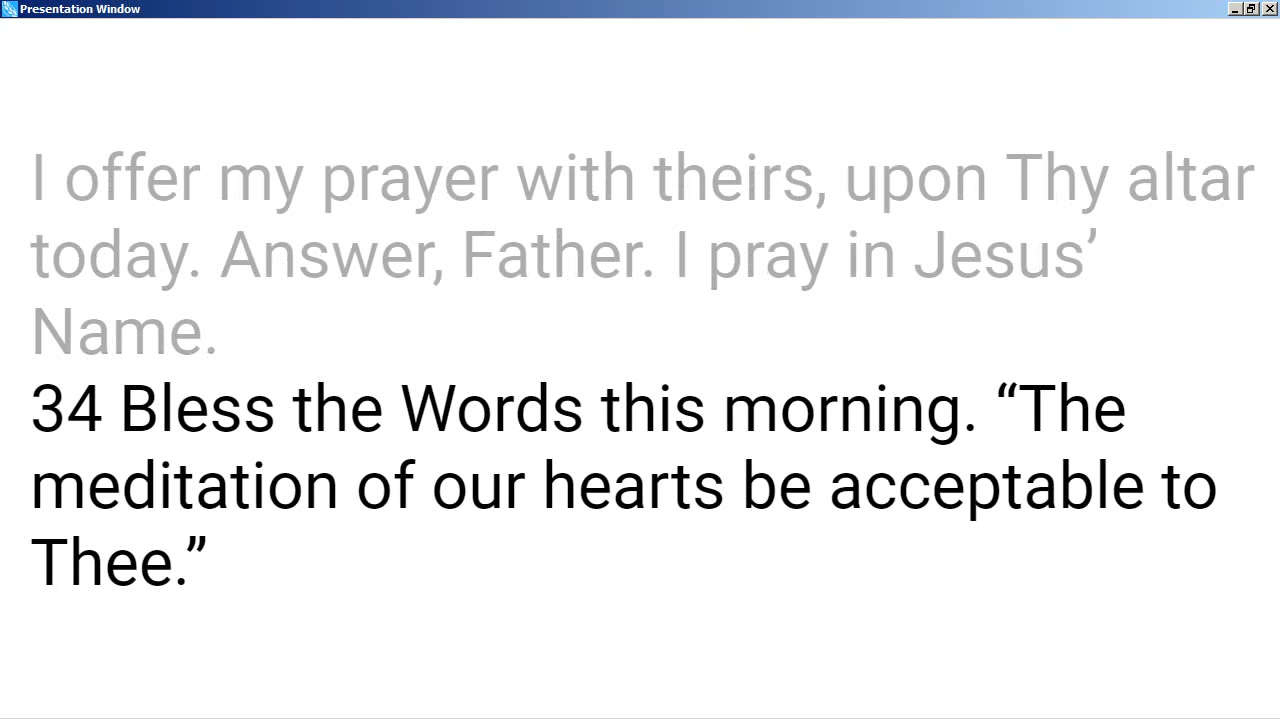 Presentation Window
I offer my prayer with theirs, upon Thy altar
today. Answer, Father. I pray in Jesus’
Name.
34 Bless the Words this morning. “The
meditation of our hearts be acceptable to
Thee.”